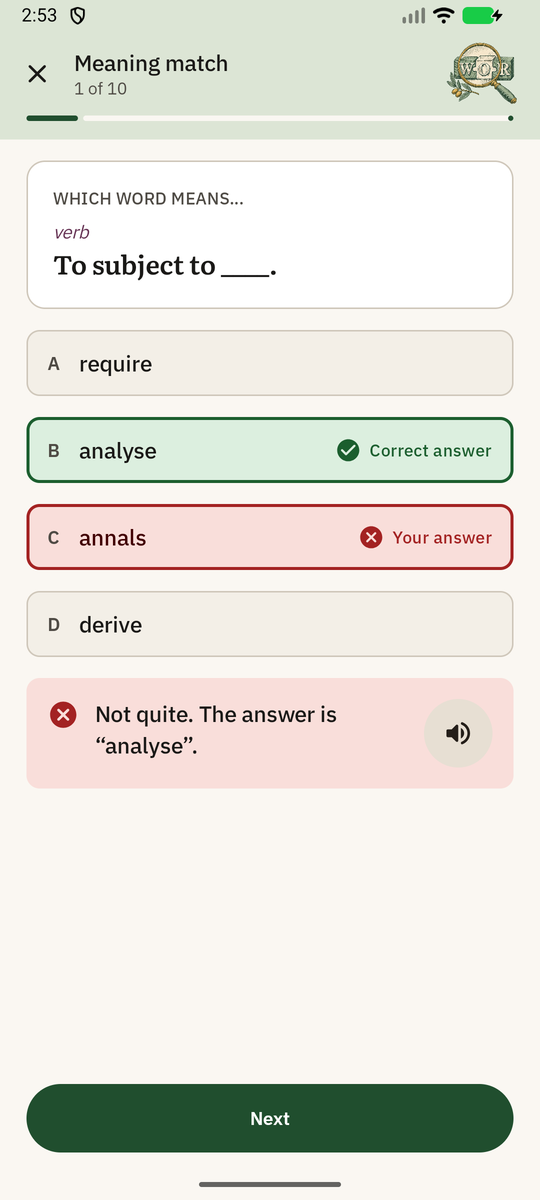 2:53
Meaning match
1 of 10
WOR
WHICH WORD MEANS...
verb
To subject to ____.
A require
B analyse Correct answer
C annals Your answer
D derive
Not quite. The answer is
“analyse”.
Next